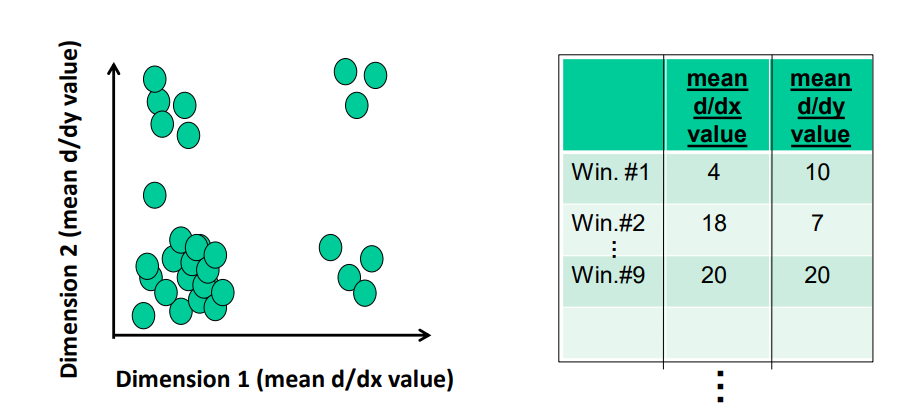 Dimension 2 (mean d/dy value)
Dimension 1 (mean d/dx value)
mean
d/dx
value
mean
d/dy
value
Win. #1 4 10
Win.#2 18 7
⋮
Win.#9 20 20
⋮